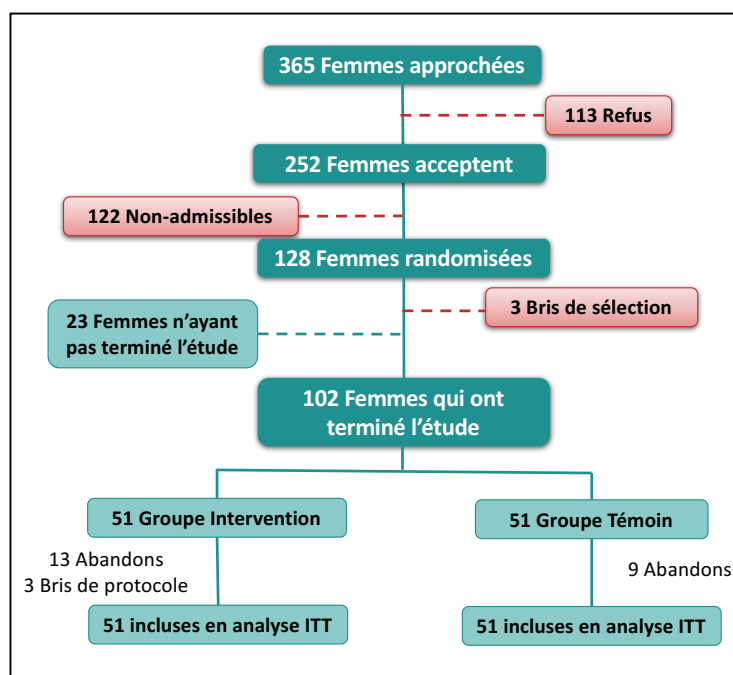 365 Femmes approchées
113 Refus
252 Femmes acceptent
122 Non-admissibles
128 Femmes randomisées
3 Bris de sélection
23 Femmes n'ayant
pas terminé l'étude
102 Femmes qui ont
terminé l'étude
51 Groupe Intervention
51 Groupe Témoin
13 Abandons
3 Bris de protocole
9 Abandons
51 incluses en analyse ITT
51 incluses en analyse ITT